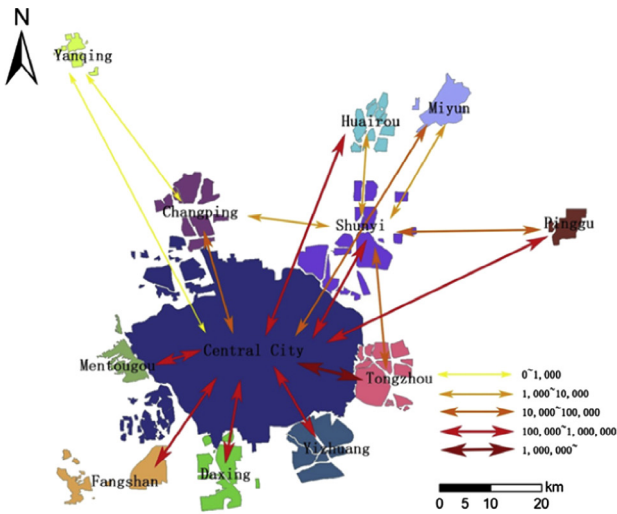 N
Yanqing
Huairou
Miyun
Changping
Shunyi
Pinggu
Central City
Mentougou
Tongzhou
0~1,000
1,000~10,000
10,000~100,000
100,000~1,000,000
1,000,000~
Yizhuang
Fangshan
Daxing
km
0 5 10 20